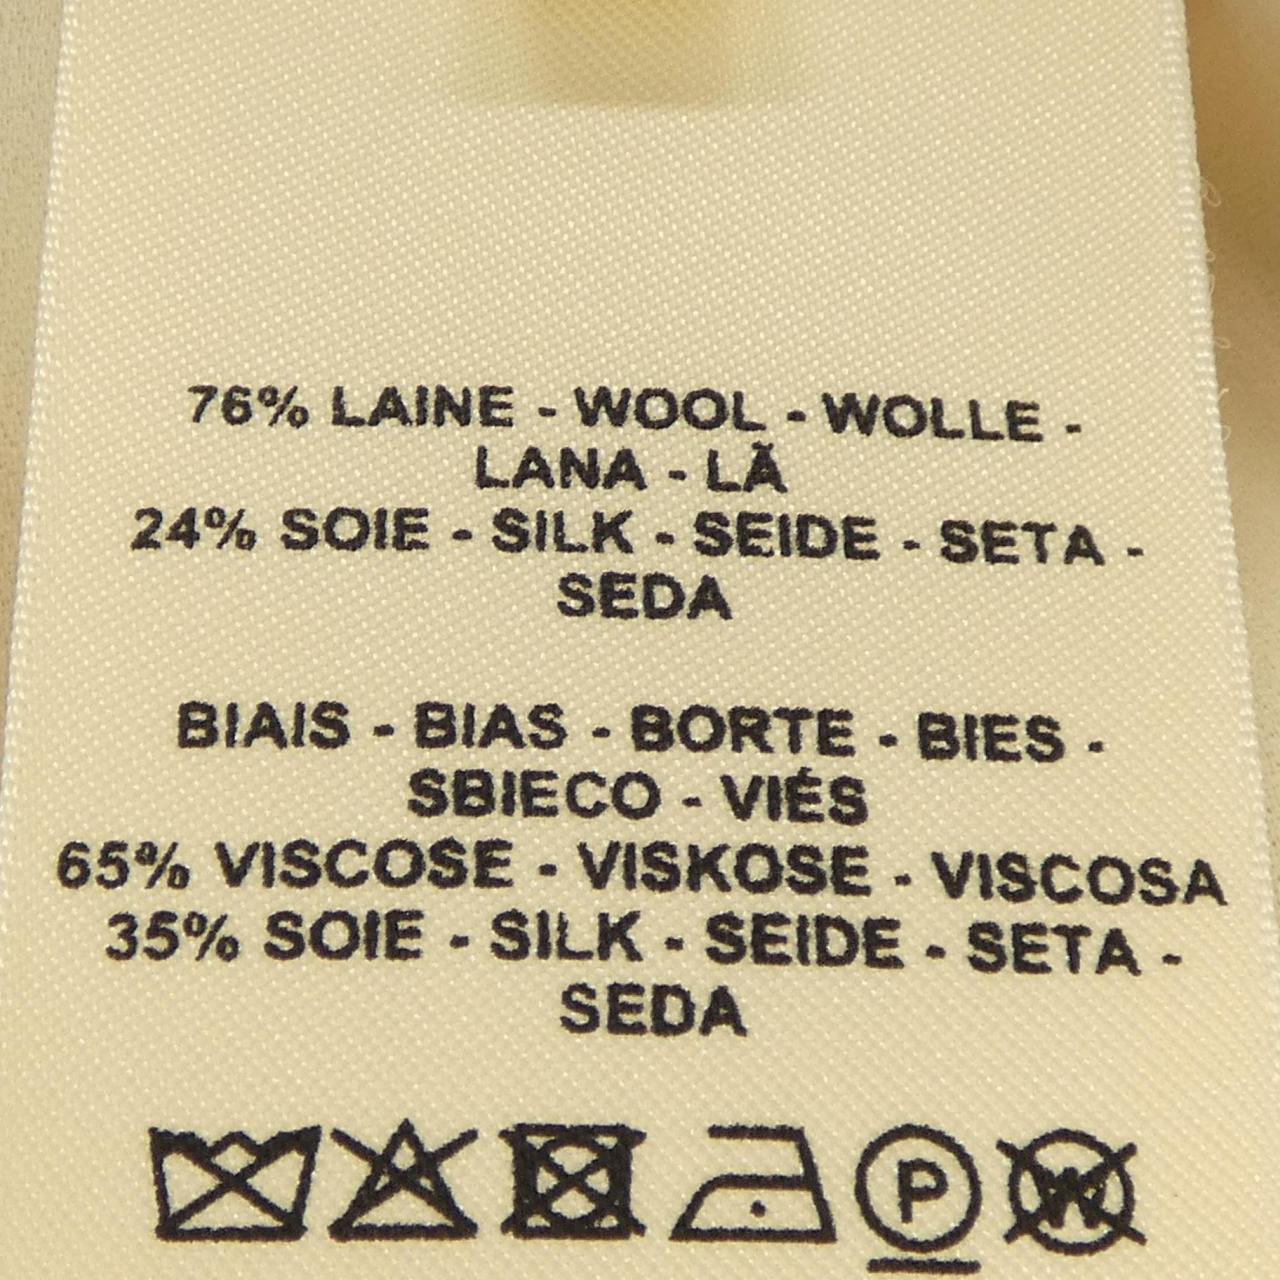 76% LAINE - WOOL - WOLLE -
LANA - LÃ
24% SOIE - SILK - SEIDE - SETA -
SEDA
BIAIS - BIAS - BORTE - BIES -
SBIECO - VIÉS
65% VISCOSE - VISKOSE - VISCOSA
35% SOIE - SILK - SEIDE - SETA -
SEDA
P W